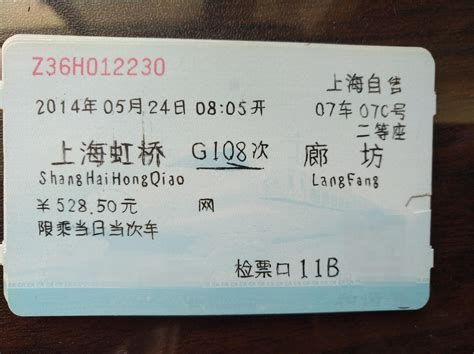 Z36H012230
上海自售
2014年05月24日08:05开
07车07C号
二等座
上海虹桥 G108次 廊坊
ShangHaiHongQiao LangFang
￥528.50元 网
限乘当日当次车
检票口11B